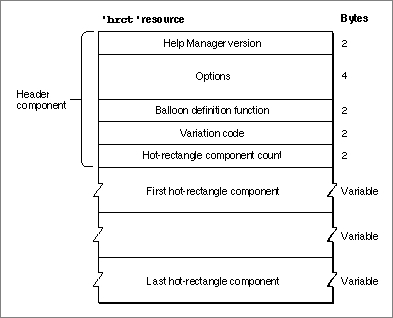 'hrct' resource Bytes
Help Manager version 2
Options 4
Header
component
Balloon definition function 2
Variation code 2
Hot-rectangle component count 2
First hot-rectangle component Variable
Variable
Last hot-rectangle component Variable